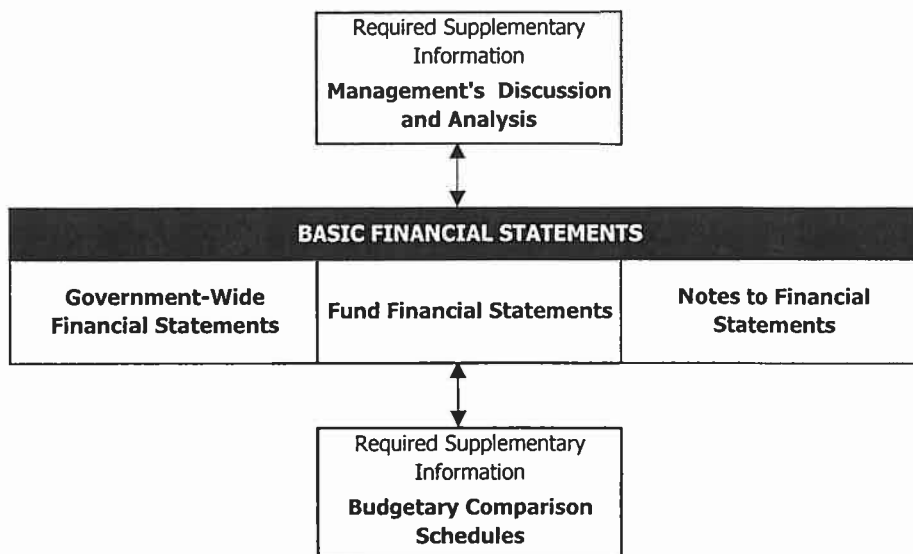 Required Supplementary
Information
Management's Discussion
and Analysis
BASIC FINANCIAL STATEMENTS
Government-Wide
Financial Statements
Fund Financial Statements
Notes to Financial
Statements
Required Supplementary
Information
Budgetary Comparison
Schedules